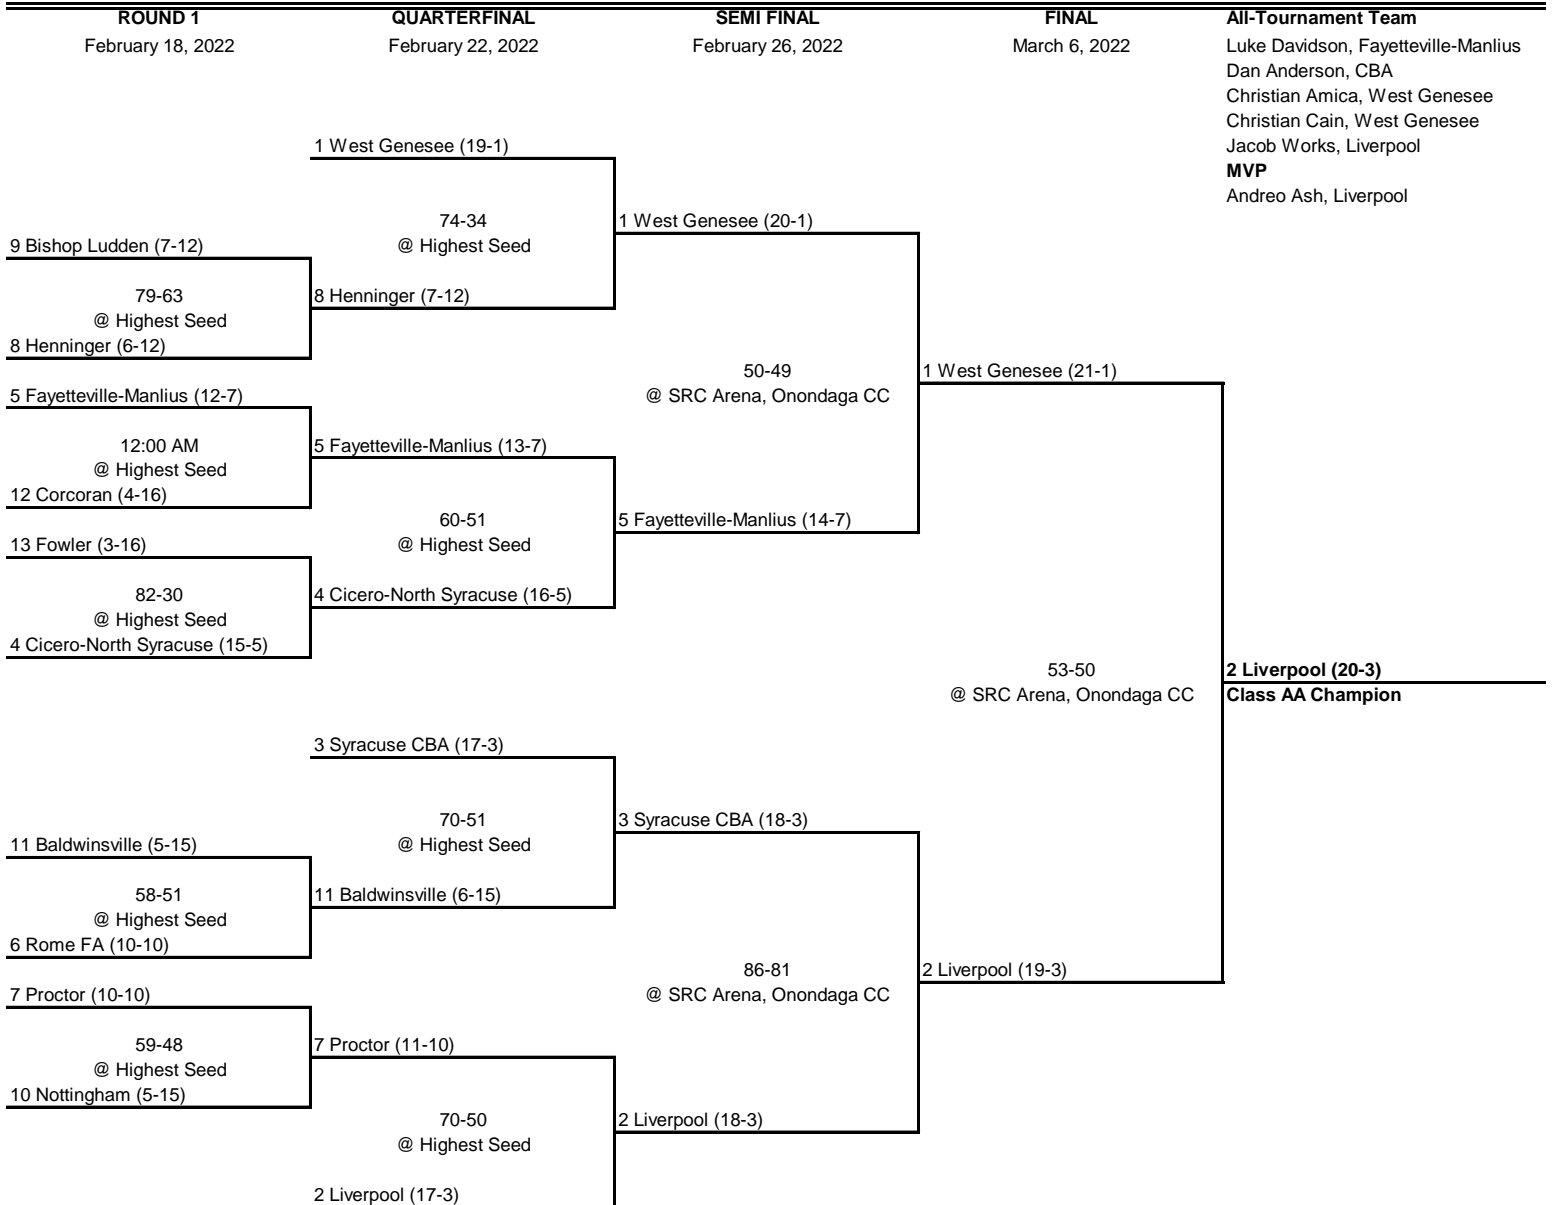 ROUND 1
February 18, 2022
QUARTERFINAL
February 22, 2022
SEMI FINAL
February 26, 2022
FINAL
March 6, 2022
All-Tournament Team
Luke Davidson, Fayetteville-Manlius
Dan Anderson, CBA
Christian Amica, West Genesee
Christian Cain, West Genesee
Jacob Works, Liverpool
MVP
Andreo Ash, Liverpool
9 Bishop Ludden (7-12)
79-63
@ Highest Seed
8 Henninger (6-12)
5 Fayetteville-Manlius (12-7)
12:00 AM
@ Highest Seed
12 Corcoran (4-16)
13 Fowler (3-16)
82-30
@ Highest Seed
4 Cicero-North Syracuse (15-5)
11 Baldwinsville (5-15)
58-51
@ Highest Seed
6 Rome FA (10-10)
7 Proctor (10-10)
59-48
@ Highest Seed
10 Nottingham (5-15)
1 West Genesee (19-1)
74-34
@ Highest Seed
8 Henninger (7-12)
5 Fayetteville-Manlius (13-7)
60-51
@ Highest Seed
4 Cicero-North Syracuse (16-5)
3 Syracuse CBA (17-3)
70-51
@ Highest Seed
11 Baldwinsville (6-15)
7 Proctor (11-10)
70-50
@ Highest Seed
2 Liverpool (17-3)
1 West Genesee (20-1)
50-49
@ SRC Arena, Onondaga CC
5 Fayetteville-Manlius (14-7)
3 Syracuse CBA (18-3)
86-81
@ SRC Arena, Onondaga CC
2 Liverpool (18-3)
1 West Genesee (21-1)
53-50
@ SRC Arena, Onondaga CC
2 Liverpool (19-3)
2 Liverpool (20-3)
Class AA Champion